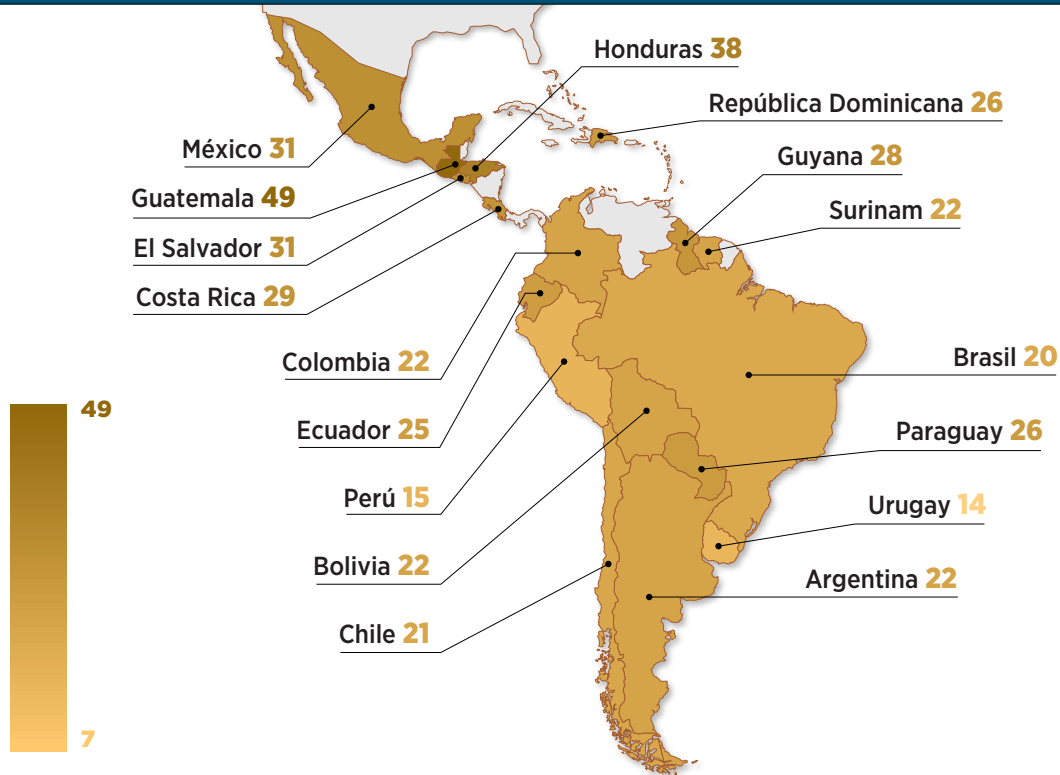 Honduras 38
República Dominicana 26
México 31
Guyana 28
Guatemala 49
Surinam 22
El Salvador 31
Costa Rica 29
Colombia 22
Brasil 20
49
Ecuador 25
Paraguay 26
Perú 15
Urugay 14
Bolivia 22
Argentina 22
Chile 21
7